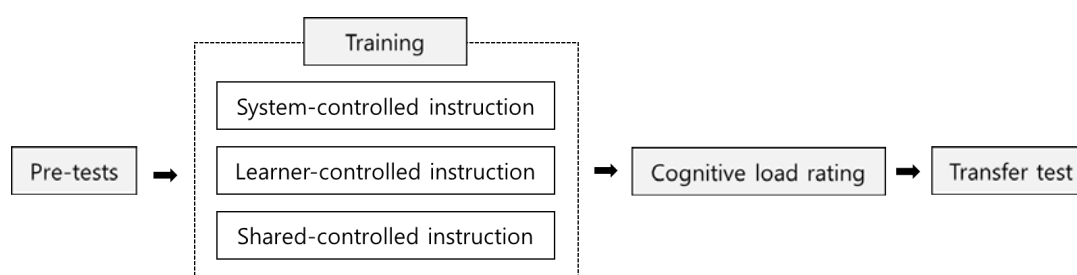 Training
System-controlled instruction
Pre-tests
Learner-controlled instruction
Cognitive load rating
Transfer test
Shared-controlled instruction